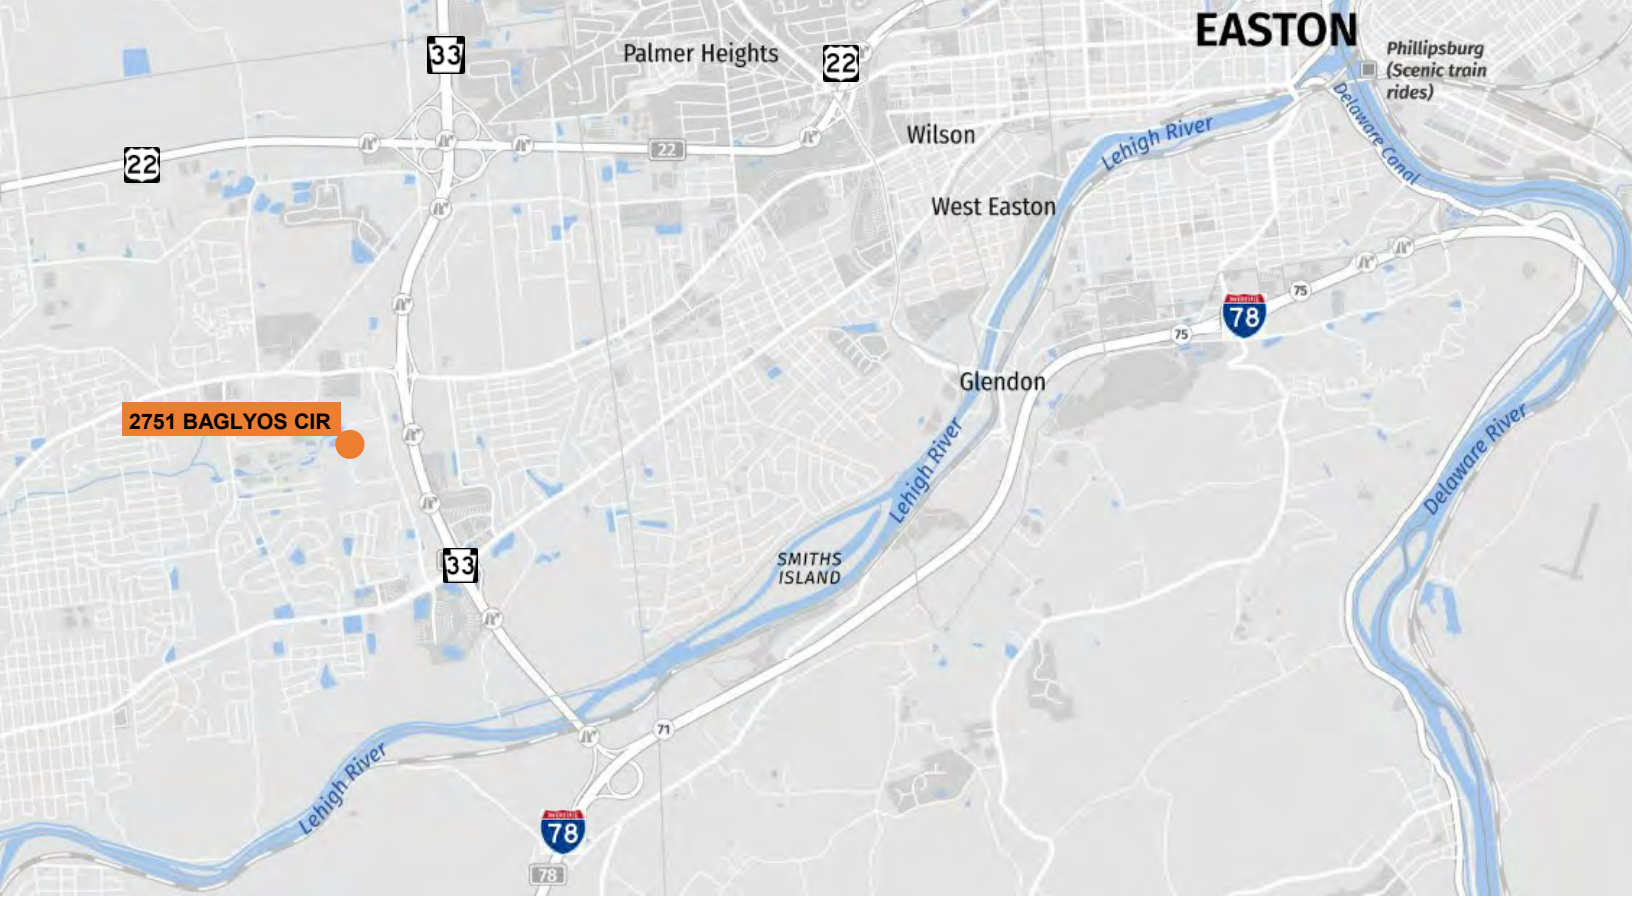 EASTON
33
Palmer Heights
22
Phillipsburg
(Scenic train
rides)
Delaware Canal
Lehigh River
Wilson
22
22
West Easton
75
78
75
Glendon
2751 BAGLYOS CIR
Lehigh River
Delaware River
33
SMITHS
ISLAND
71
Lehigh River
78
78